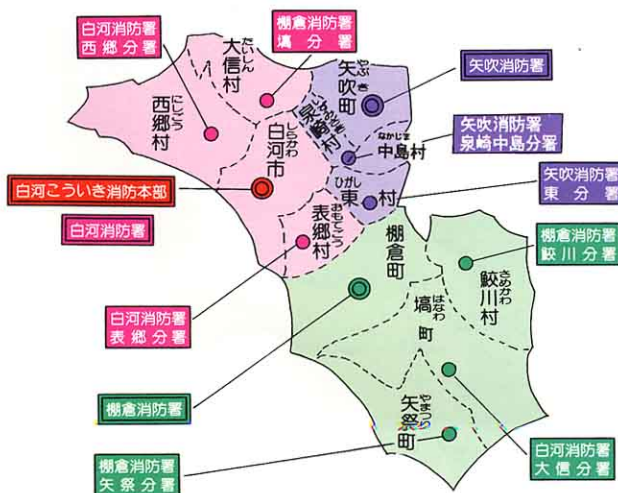 白河消防署
西郷分署
棚倉消防署
塙分署
矢吹消防署
矢吹消防署
泉崎中島分署
矢吹消防署
東分署
棚倉消防署
鮫川分署
白河こういき消防本部
白河消防署
白河消防署
表郷分署
棚倉消防署
棚倉消防署
矢祭分署
白河消防署
大信分署
たいしん
大信村
にしごう
西郷村
しらかわ
白河市
やぶき
矢吹町
泉崎村
なかじま
中島村
ひがし
東村
おもてごう
表郷村
棚倉町
さめかわ
鮫川村
はなわ
塙町
やまつり
矢祭町